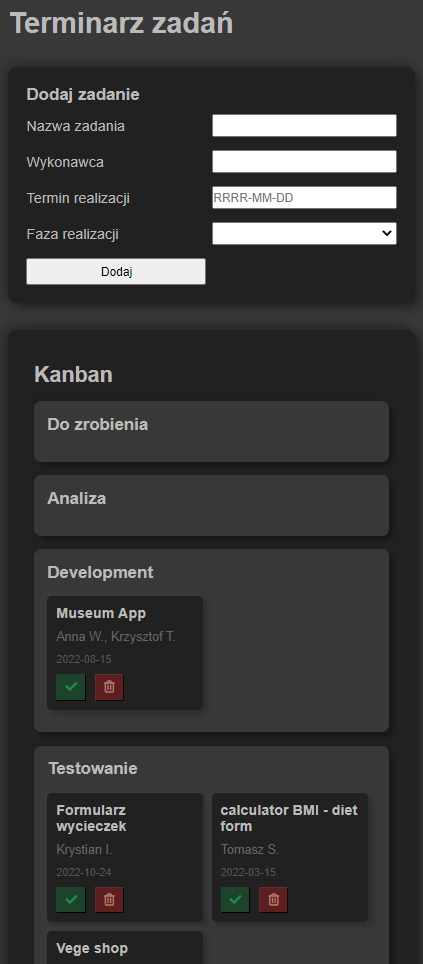 Terminarz zadań
Dodaj zadanie
Nazwa zadania
Wykonawca
Termin realizacji
RRRR-MM-DD
Faza realizacji
Dodaj
Kanban
Do zrobienia
Analiza
Development
Museum App
Anna W., Krzysztof T.
2022-08-15
Testowanie
Formularz
wycieczek
Krystian I.
2022-10-24
calculator BMI - diet
form
Tomasz S.
2022-03-15
Vege shop